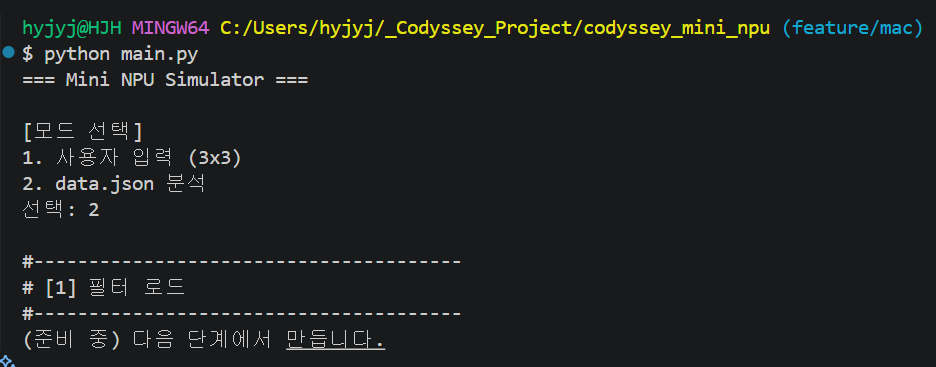 hyjyj@HJH MINGW64 C:/Users/hyjyj/_Codyssey_Project/codyssey_mini_npu (feature/mac)
$ python main.py
=== Mini NPU Simulator ===
[모드 선택]
1. 사용자 입력 (3x3)
2. data.json 분석
선택: 2
#---------------------------------------
# [1] 필터 로드
#---------------------------------------
(준비 중) 다음 단계에서 만듭니다.